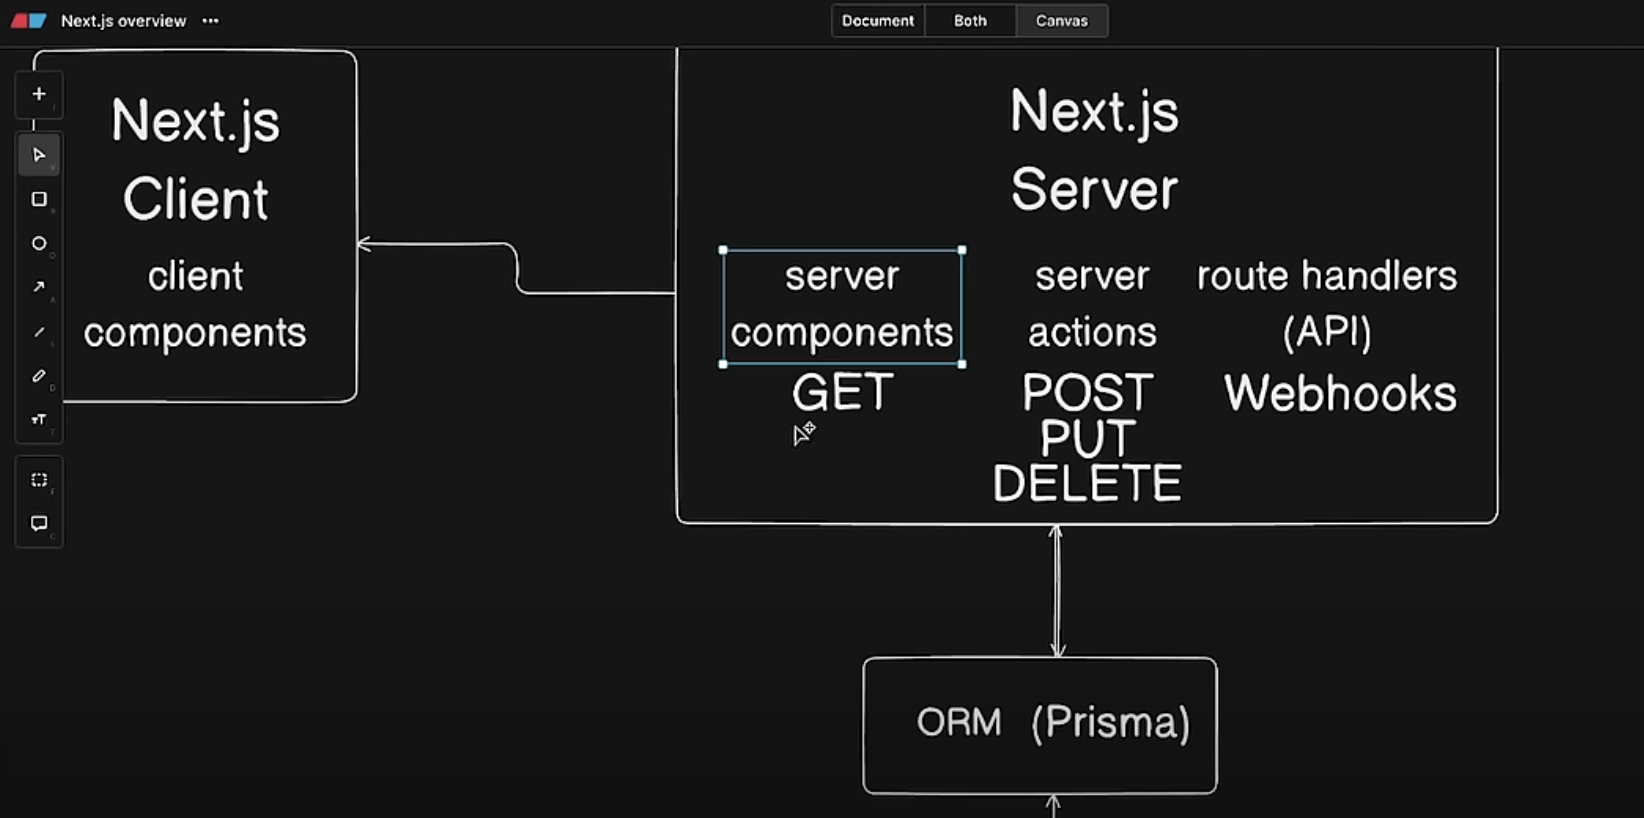 Next.js overview
Document
Both
Canvas
Next.js
Client
client
components
Next.js
Server
server
components
GET
server
actions
POST
PUT
DELETE
route handlers
(API)
Webhooks
ORM (Prisma)